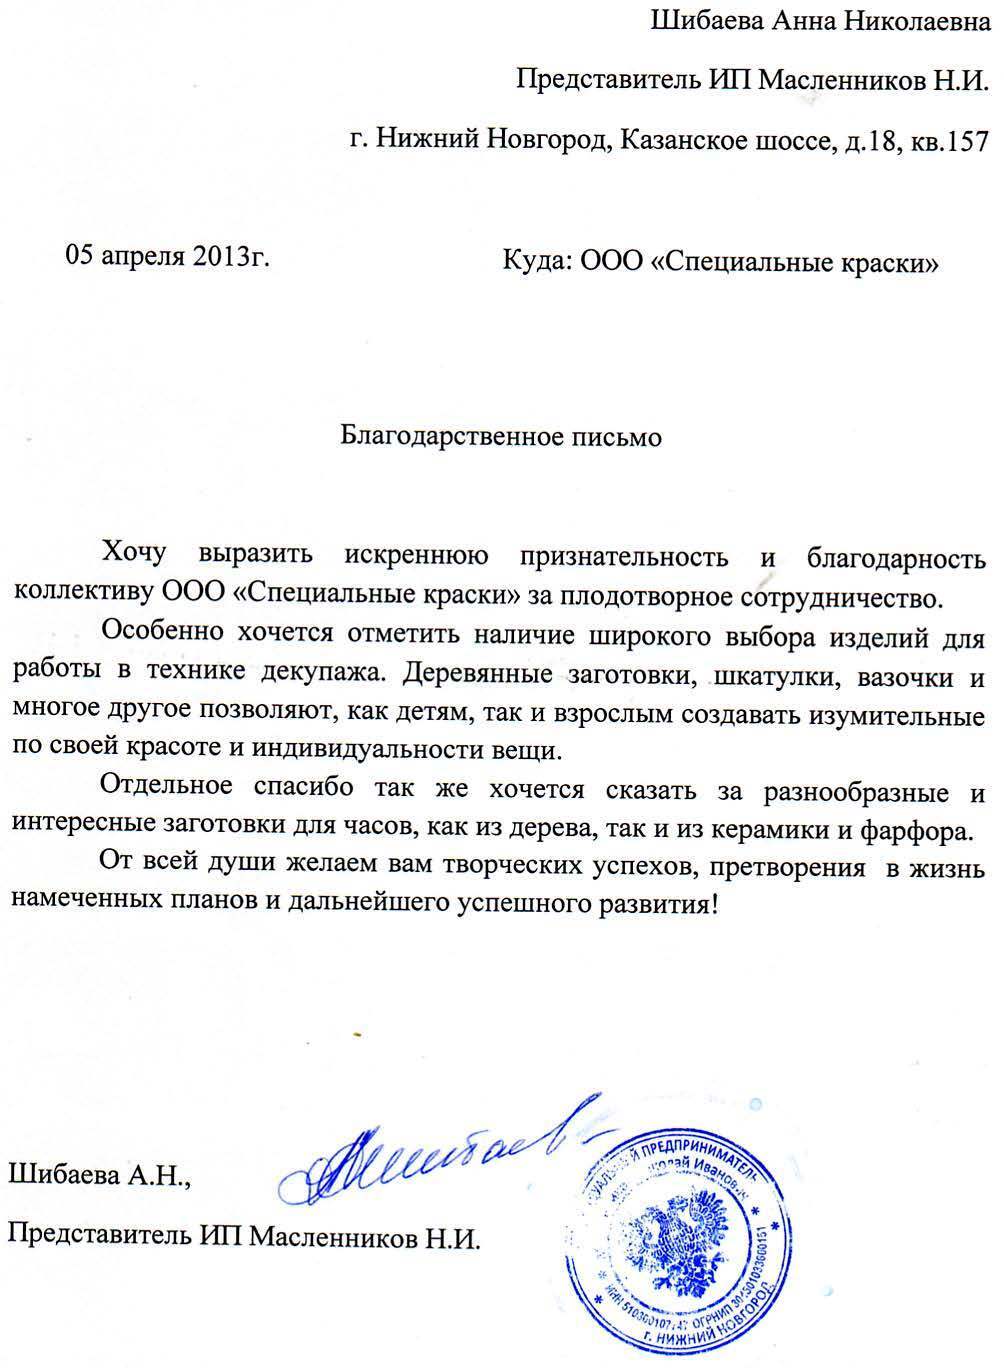 Шибаева Анна Николаевна
Представитель ИП Масленников Н.И.
г. Нижний Новгород, Казанское шоссе, д.18, кв.157
05 апреля 2013г.
Куда: ООО «Специальные краски»
Благодарственное письмо
Хочу выразить искреннюю признательность и благодарность
коллективу ООО «Специальные краски» за плодотворное сотрудничество.
Особенно хочется отметить наличие широкого выбора изделий для
работы в технике декупажа. Деревянные заготовки, шкатулки, вазочки и
многое другое позволяют, как детям, так и взрослым создавать изумительные
по своей красоте и индивидуальности вещи.
Отдельное спасибо так же хочется сказать за разнообразные и
интересные заготовки для часов, как из дерева, так и из керамики и фарфора.
От всей души желаем вам творческих успехов, претворения в жизнь
намеченных планов и дальнейшего успешного развития!
Шибаева А.Н.,
Представитель ИП Масленников Н.И.
ПРЕДПРИНИМАТЕЛЬ
Иванович
ИНН
ОГРНИП
г. НИЖНИЙ НОВГОРОД